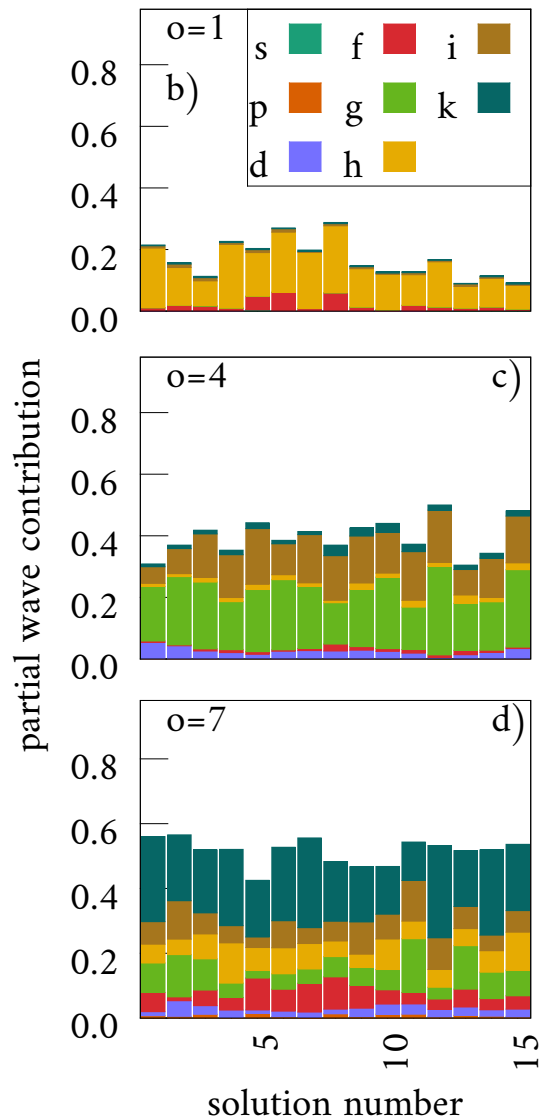 o=1
s f i
0.8
b)
p g k
0.6
d h
0.4
0.2
0.0
partial wave contribution
o=4
c)
0.8
0.6
0.4
0.2
0.0
o=7
d)
0.8
0.6
0.4
0.2
0.0
5 10 15
solution number